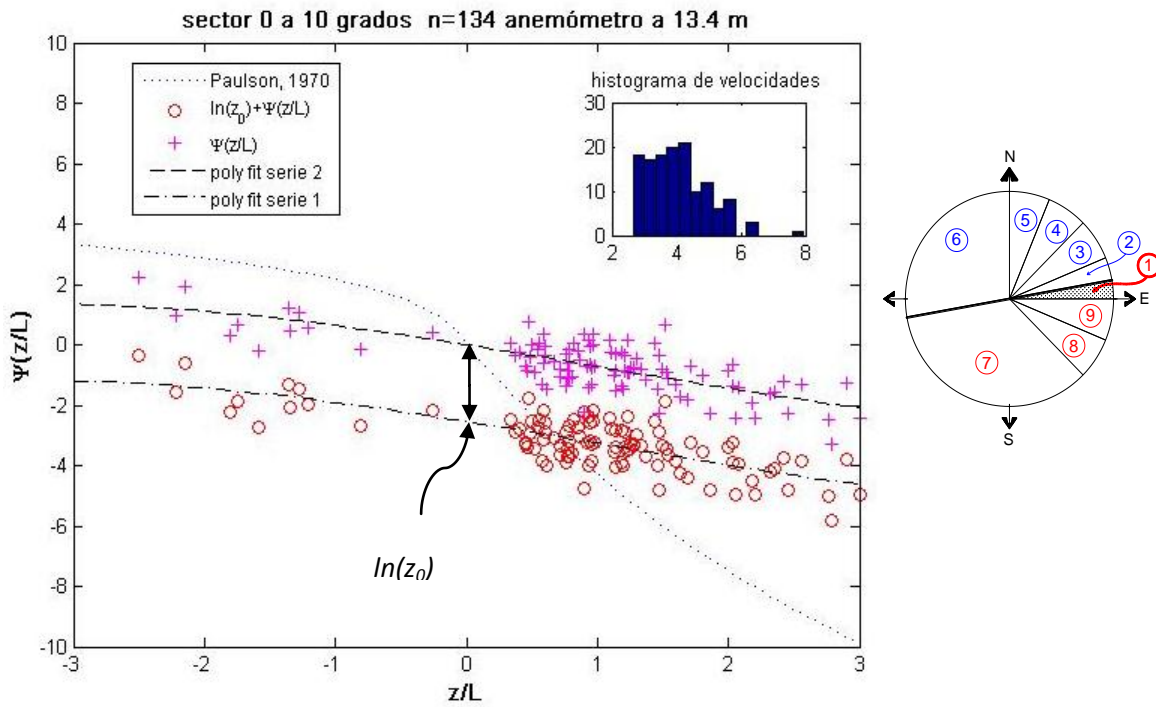 sector 0 a 10 grados n=134 anemómetro a 13.4 m
10
8
6
4
2
0
-2
-4
-6
-8
-10
Ψ(z/L)
Paulson, 1970
ln(z₀)+Ψ(z/L)
Ψ(z/L)
poly fit serie 2
poly fit serie 1
histograma de velocidades
30
20
10
0
2 4 6 8
ln(z₀)
-3 -2 -1 0 1 2 3
z/L
N
5
4
6
3
2
1
E
9
8
7
S